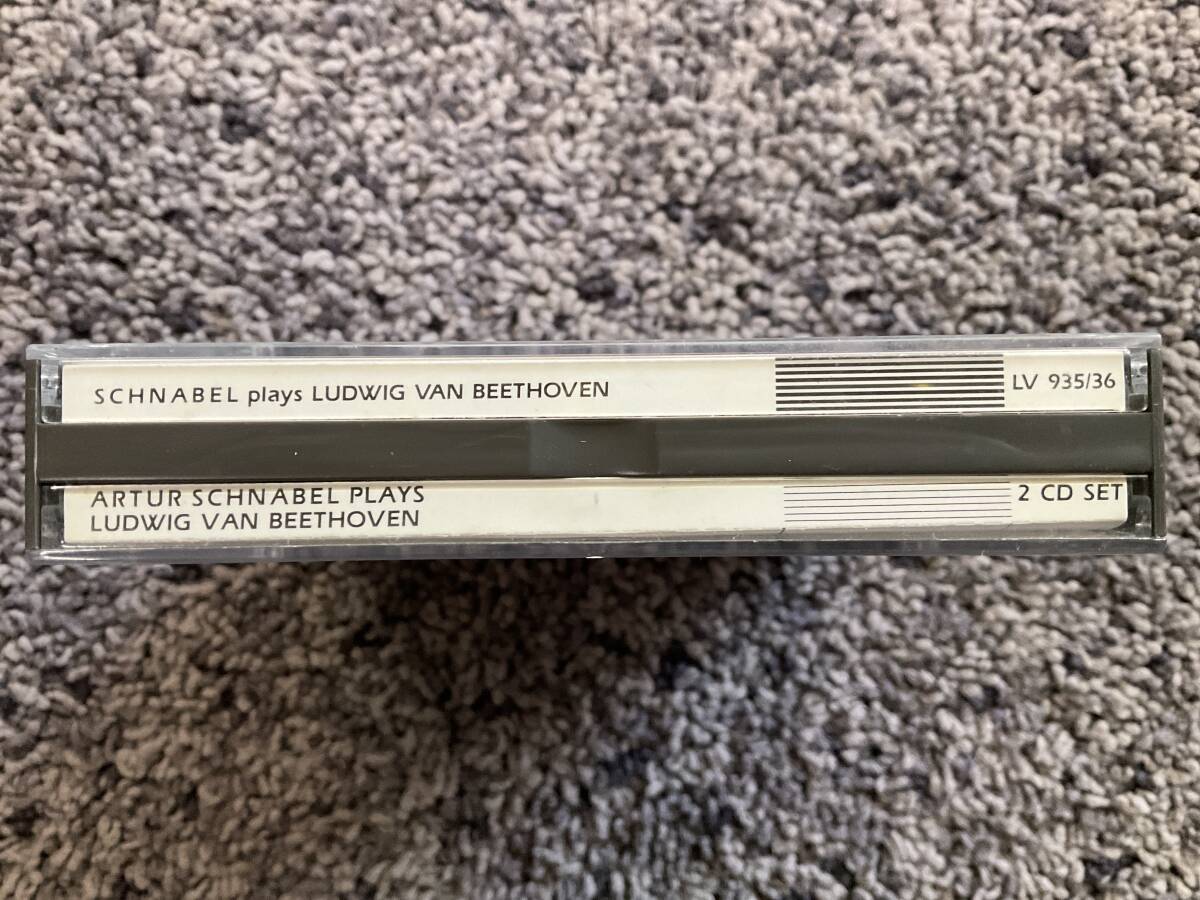 SCHNABEL plays LUDWIG VAN BEETHOVEN LV 935/36
ARTUR SCHNABEL PLAYS 2 CD SET
LUDWIG VAN BEETHOVEN